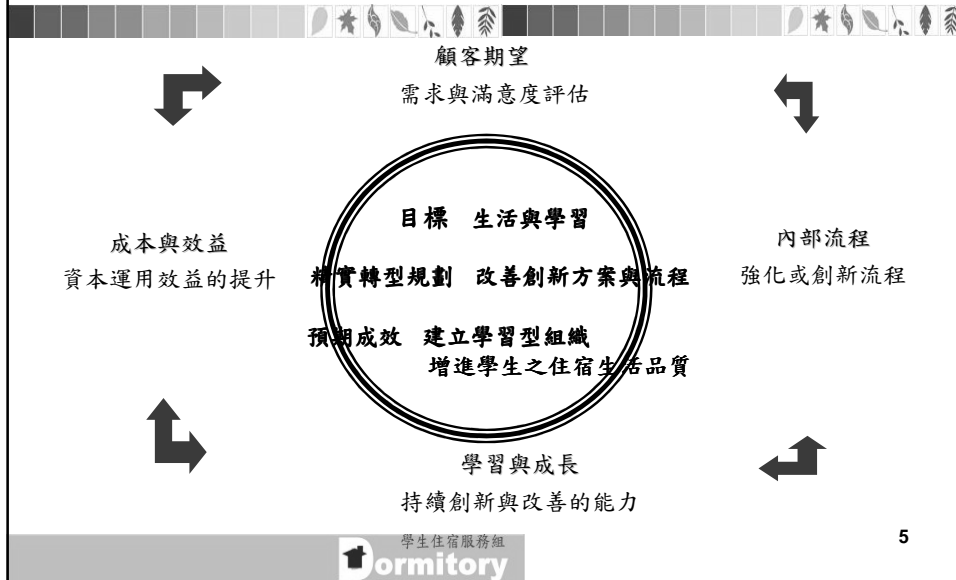 顧客期望
需求與滿意度評估
成本與效益
資本運用效益的提升
目標 生活與學習
精實轉型規劃 改善創新方案與流程
預期成效 建立學習型組織
增進學生之住宿生活品質
內部流程
強化或創新流程
學習與成長
持續創新與改善的能力
學生住宿服務組
Dormitory
5